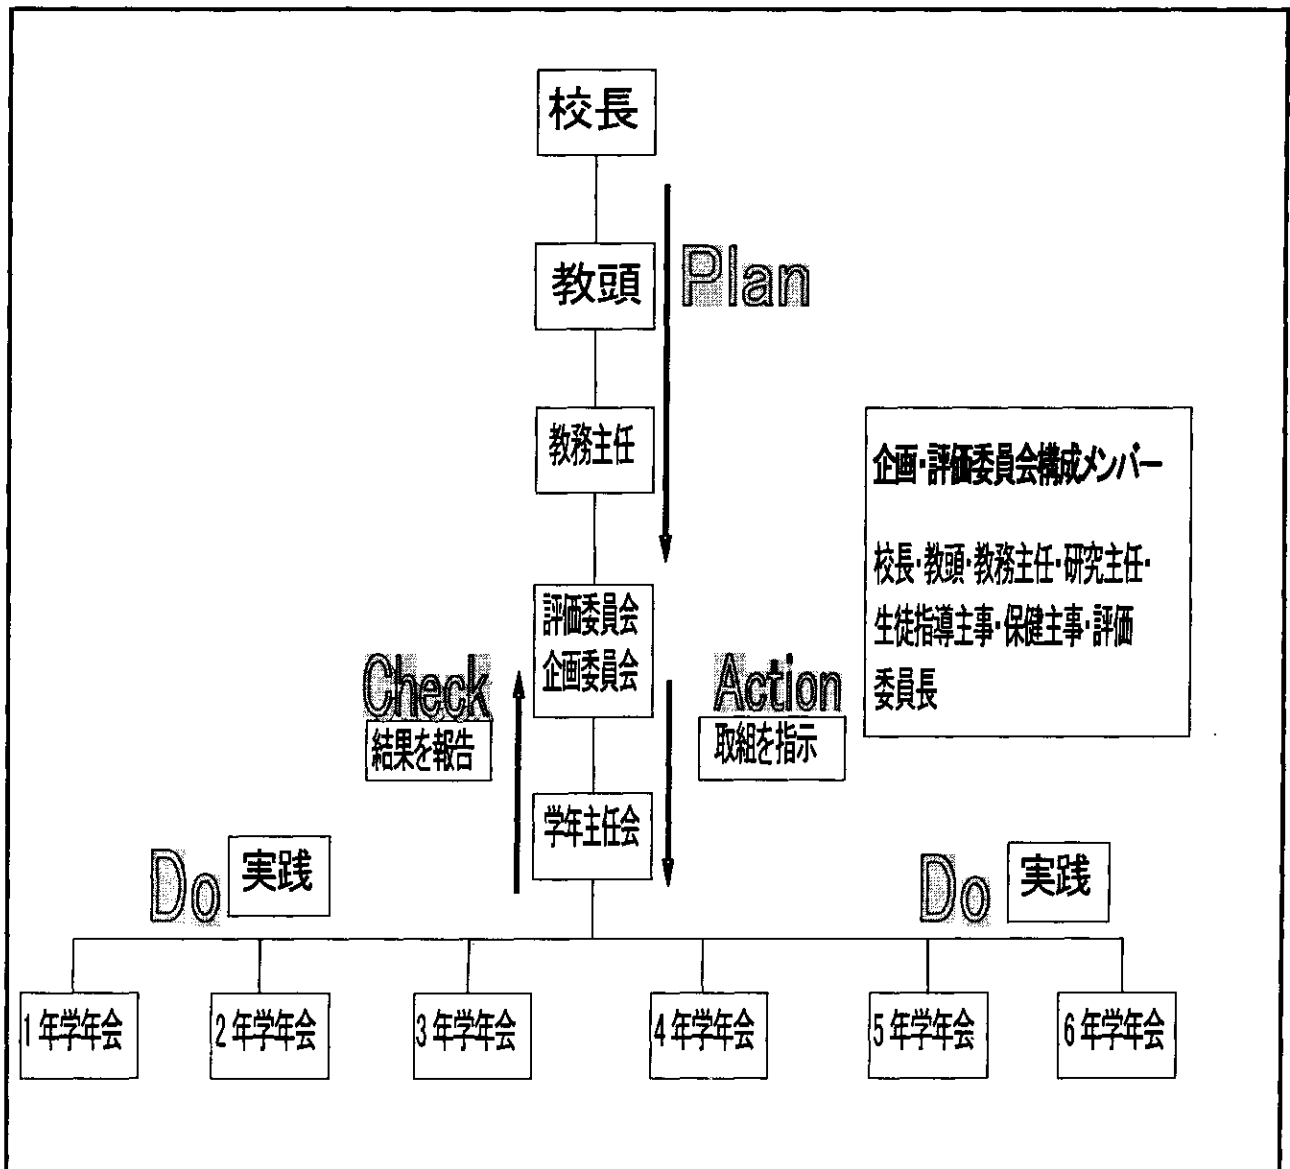 校長
教頭
Plan
教務主任
企画・評価委員会構成メンバー
校長・教頭・教務主任・研究主任・
生徒指導主事・保健主事・評価
委員長
評価委員会
企画委員会
Check
結果を報告
Action
取組を指示
学年主任会
Do
実践
Do
実践
1年学年会
2年学年会
3年学年会
4年学年会
5年学年会
6年学年会